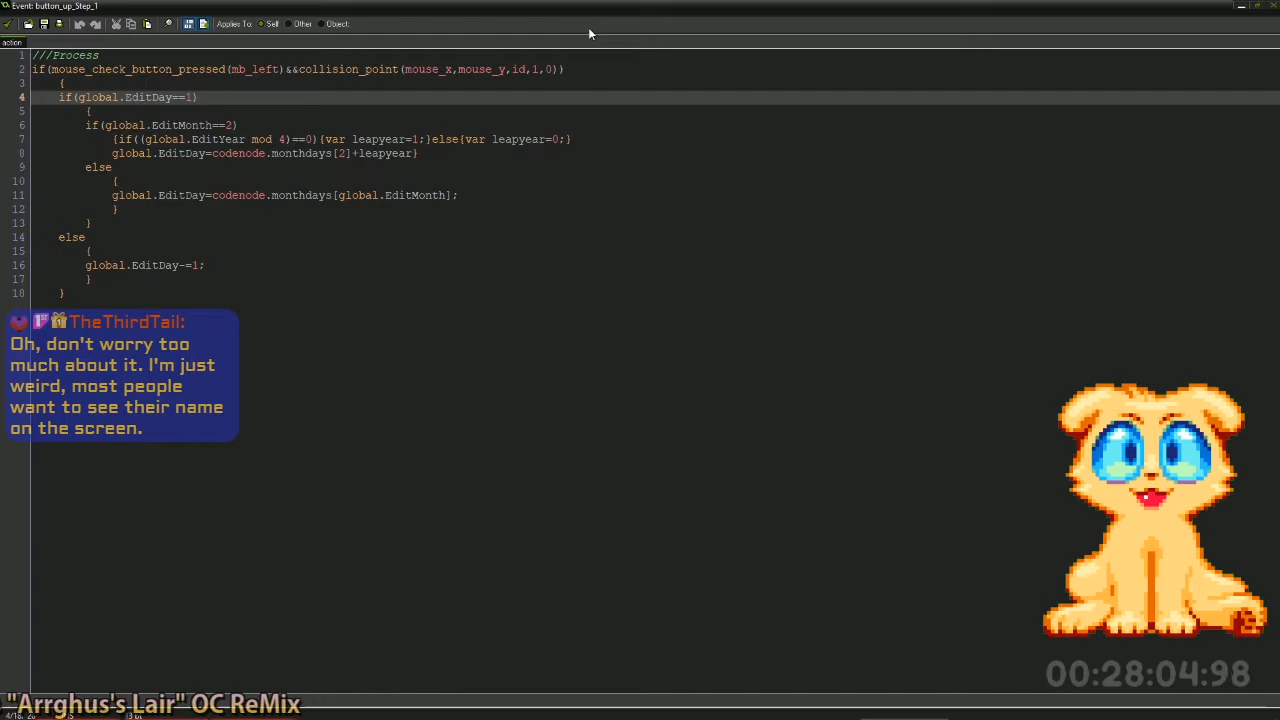 Event: button_up_Step_1
Applies To: Self Other Object:
action
1 ///Process
2 if(mouse_check_button_pressed(mb_left)&&collision_point(mouse_x,mouse_y,id,1,0))
3 {
4 if(global.EditDay==1)
5 {
6 if(global.EditMonth==2)
7 {if((global.EditYear mod 4)==0){var leapyear=1;}else{var leapyear=0;}
8 global.EditDay=codenode.monthdays[2]+leapyear}
9 else
10 {
11 global.EditDay=codenode.monthdays[global.EditMonth];
12 }
13 }
14 else
15 {
16 global.EditDay-=1;
17 }
18 }
1ST 1 TheThirdTail:
Oh, don't worry too
much about it. I'm just
weird, most people
want to see their name
on the screen.
00:28:04:98
"Arrghus's Lair" OC ReMix